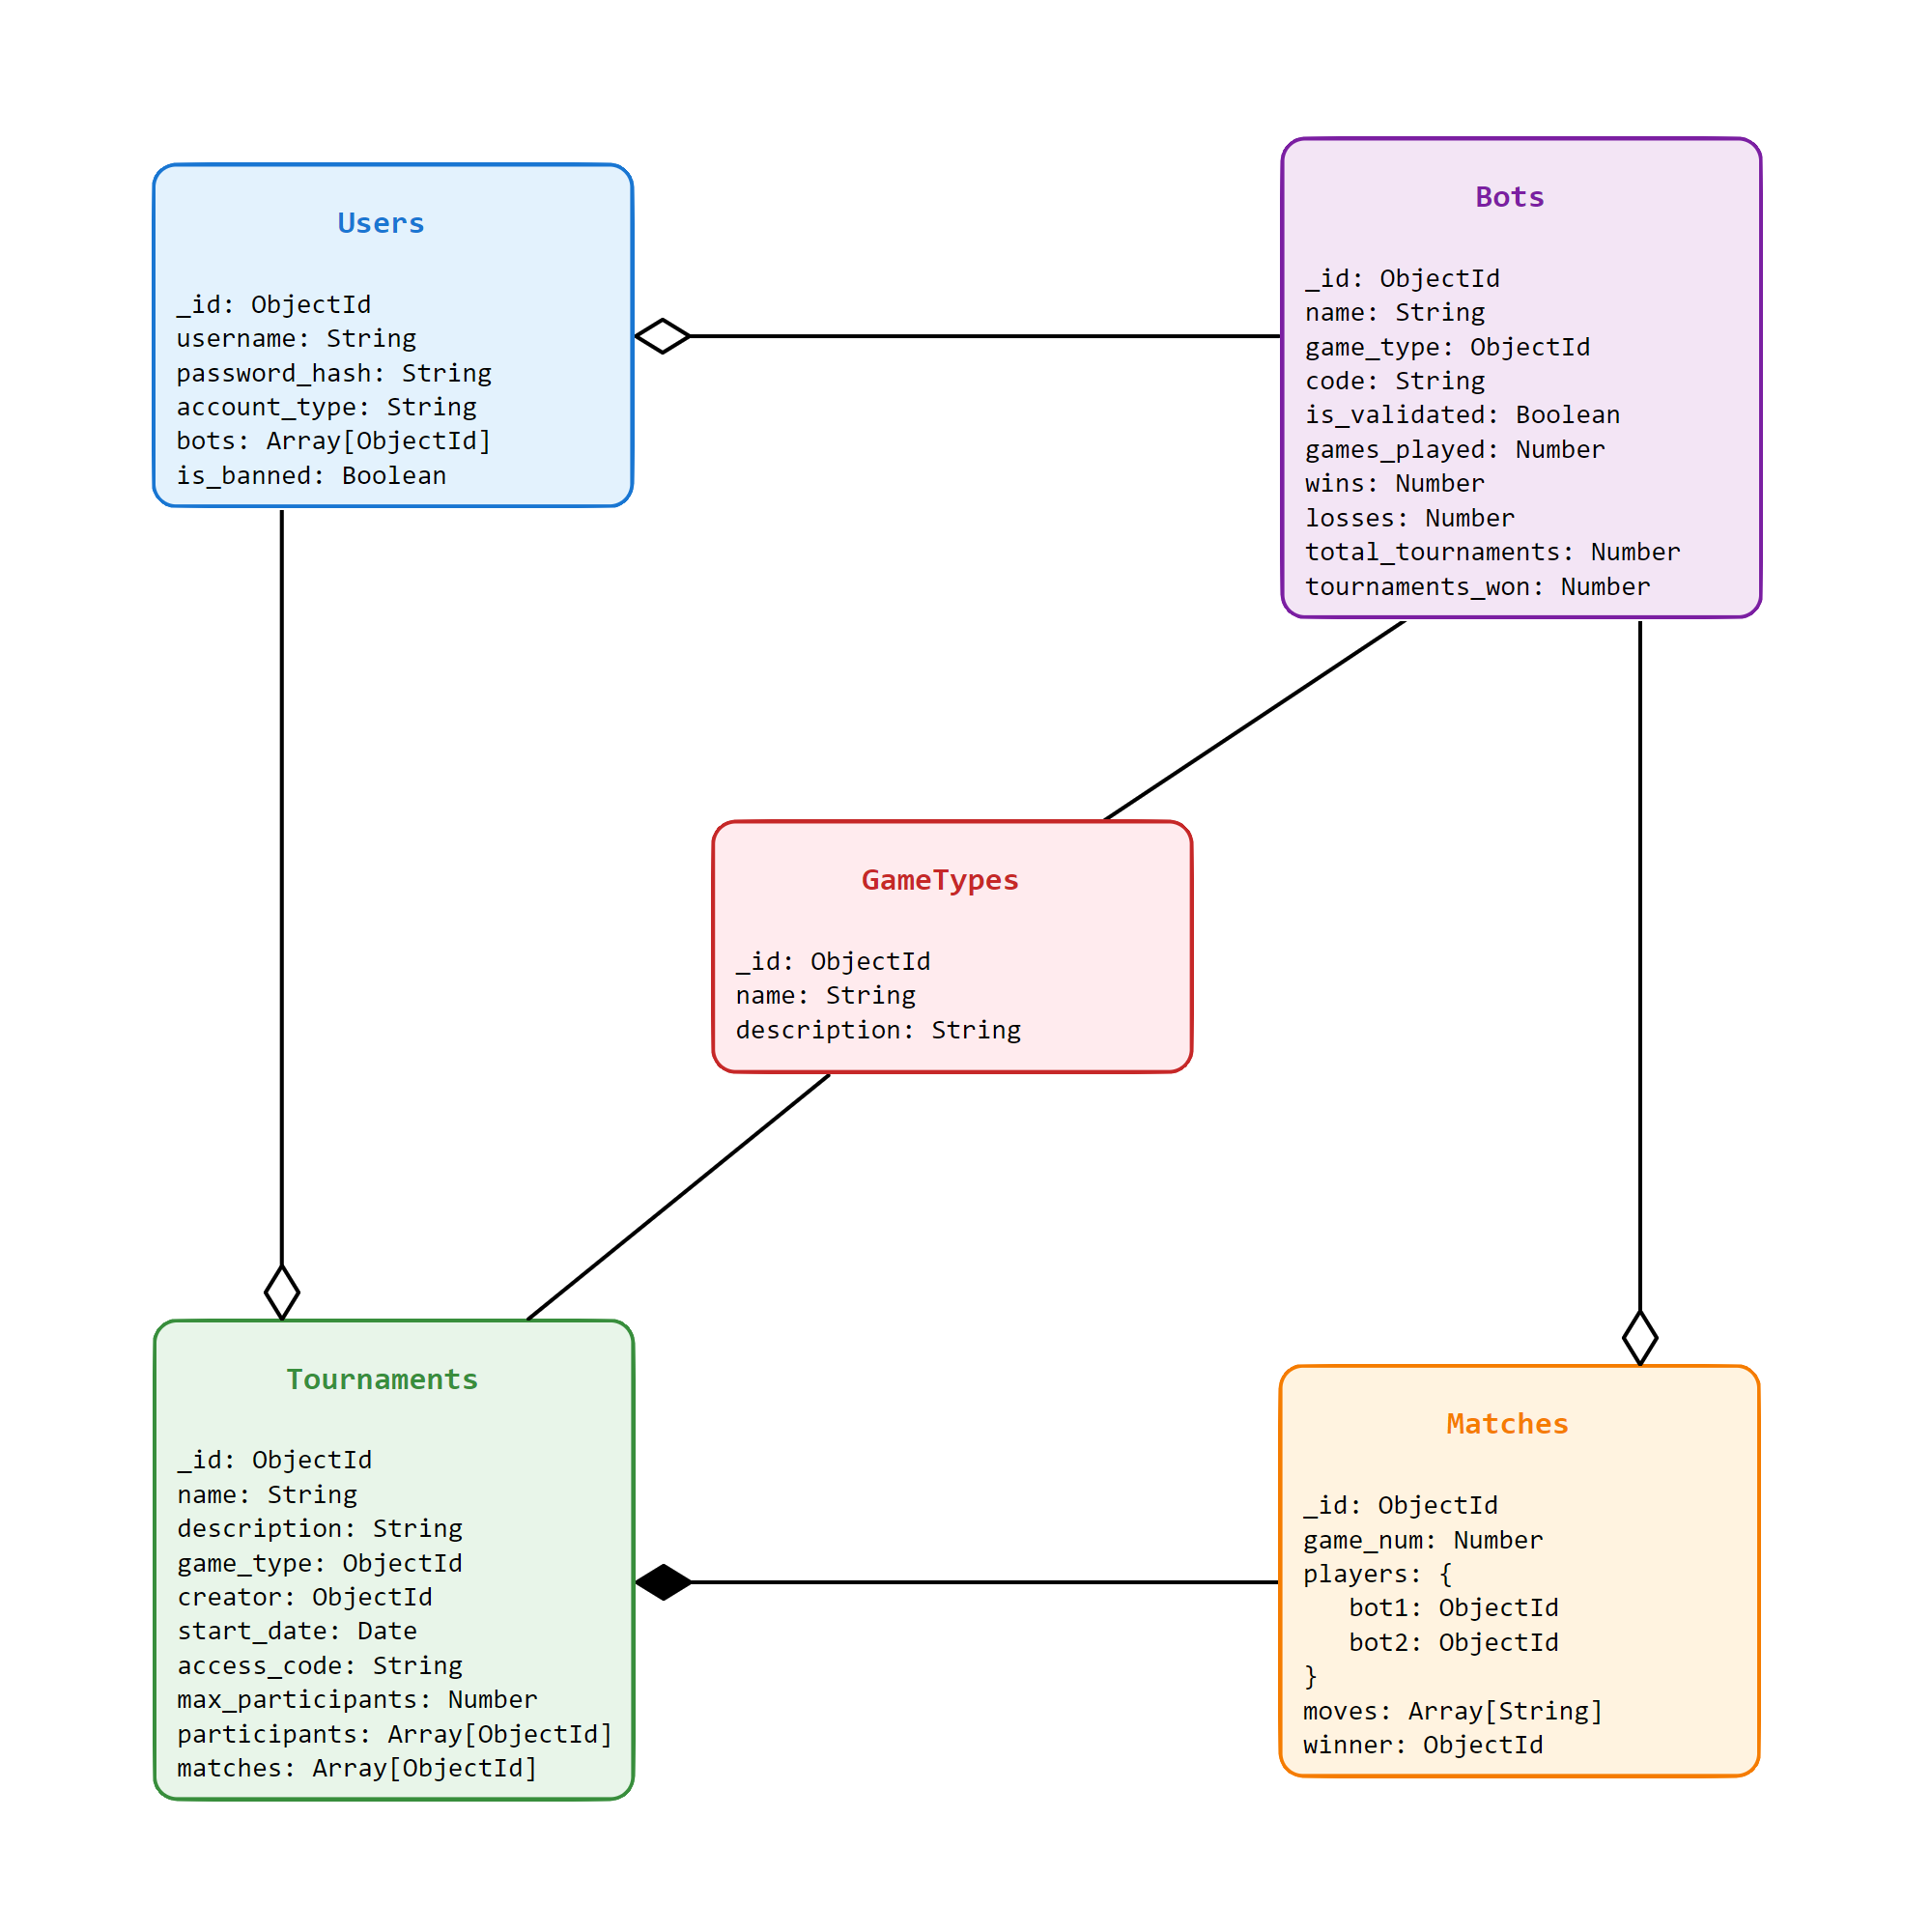 Users
_id: ObjectId
username: String
password_hash: String
account_type: String
bots: Array[ObjectId]
is_banned: Boolean
Bots
_id: ObjectId
name: String
game_type: ObjectId
code: String
is_validated: Boolean
games_played: Number
wins: Number
losses: Number
total_tournaments: Number
tournaments_won: Number
GameTypes
_id: ObjectId
name: String
description: String
Tournaments
_id: ObjectId
name: String
description: String
game_type: ObjectId
creator: ObjectId
start_date: Date
access_code: String
max_participants: Number
participants: Array[ObjectId]
matches: Array[ObjectId]
Matches
_id: ObjectId
game_num: Number
players: {
bot1: ObjectId
bot2: ObjectId
}
moves: Array[String]
winner: ObjectId